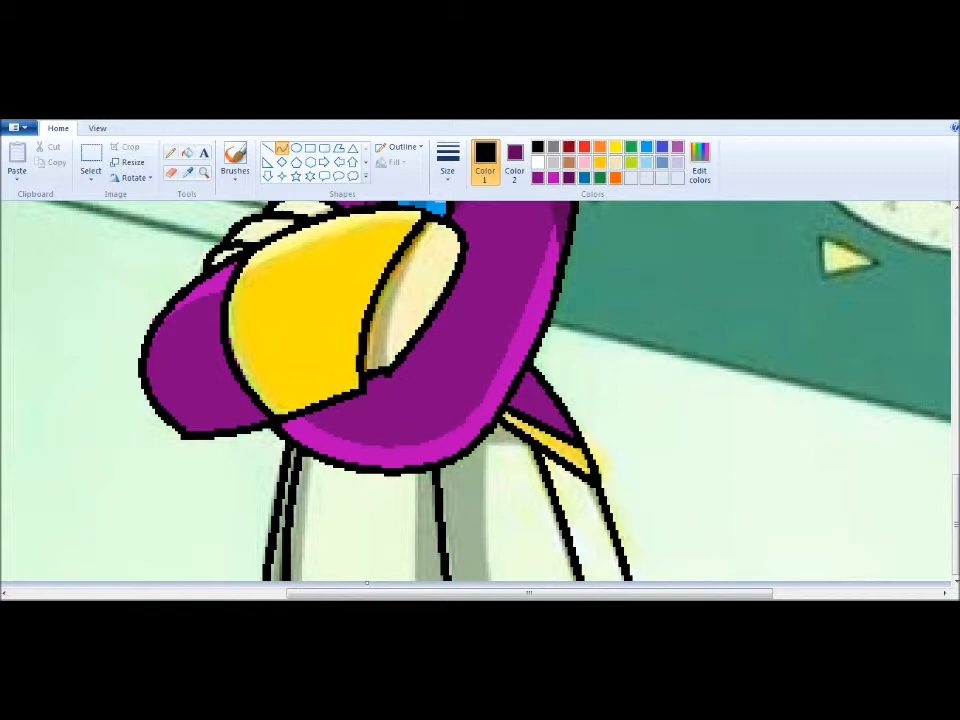 Home View
Cut
Copy
Paste
Clipboard
Select
Crop
Resize
Rotate
Image
A
Tools
Brushes
Outline
Fill
Shapes
Size
Color 1
Color 2
Colors
Edit colors